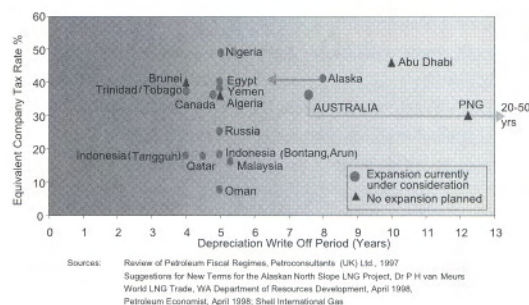 Equivalent Company Tax Rate %
60
50
40
30
20
10
0
Nigeria
Abu Dhabi
Brunei
Egypt
Alaska
Trinidad/Tobago
Yemen
Canada
Algeria
AUSTRALIA
PNG
20-50
yrs
Russia
Indonesia (Tangguh)
Indonesia (Bontang,Arun)
Qatar
Malaysia
Oman
Expansion currently
under consideration
No expansion planned
0 1 2 3 4 5 6 7 8 9 10 11 12 13
Depreciation Write Off Period (Years)
Sources: Review of Petroleum Fiscal Regimes, Petroconsultants (UK) Ltd., 1997
Suggestions for New Terms for the Alaskan North Slope LNG Project, Dr P H van Meurs
World LNG Trade, WA Department of Resources Development, April 1998,
Petroleum Economist, April 1998; Shell International Gas